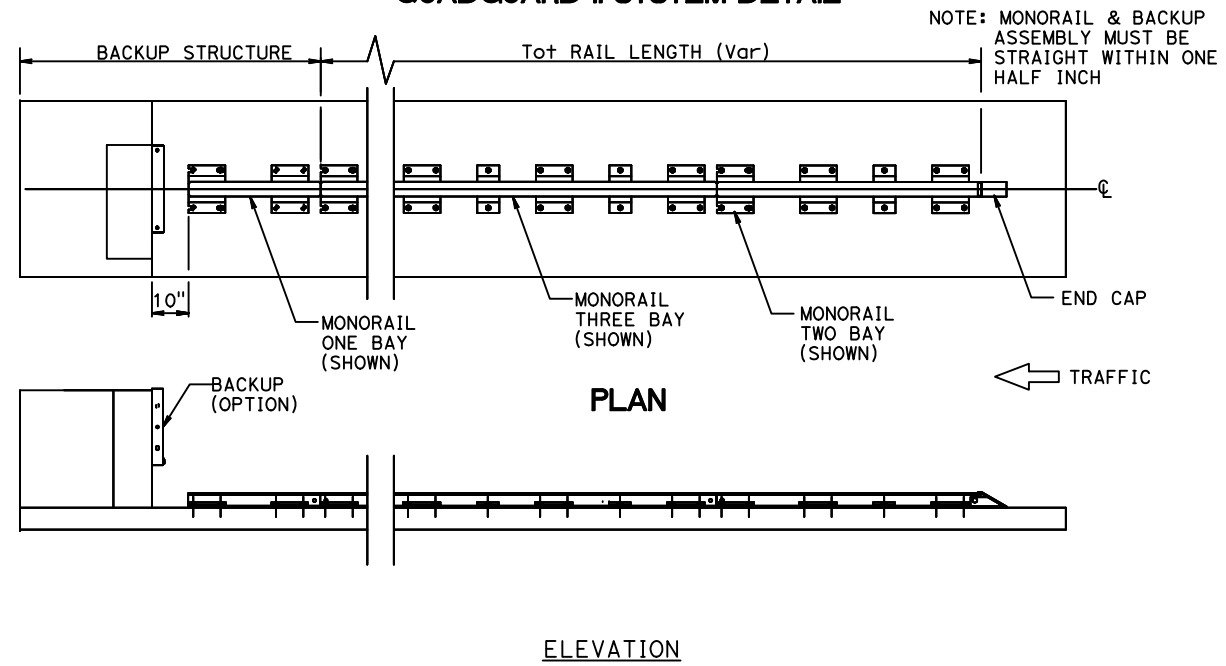 NOTE: MONORAIL & BACKUP
ASSEMBLY MUST BE
STRAIGHT WITHIN ONE
HALF INCH
BACKUP STRUCTURE
Tot RAIL LENGTH (Var)
℄
10"
MONORAIL
ONE BAY
(SHOWN)
MONORAIL
THREE BAY
(SHOWN)
MONORAIL
TWO BAY
(SHOWN)
END CAP
TRAFFIC
BACKUP
(OPTION)
PLAN
ELEVATION